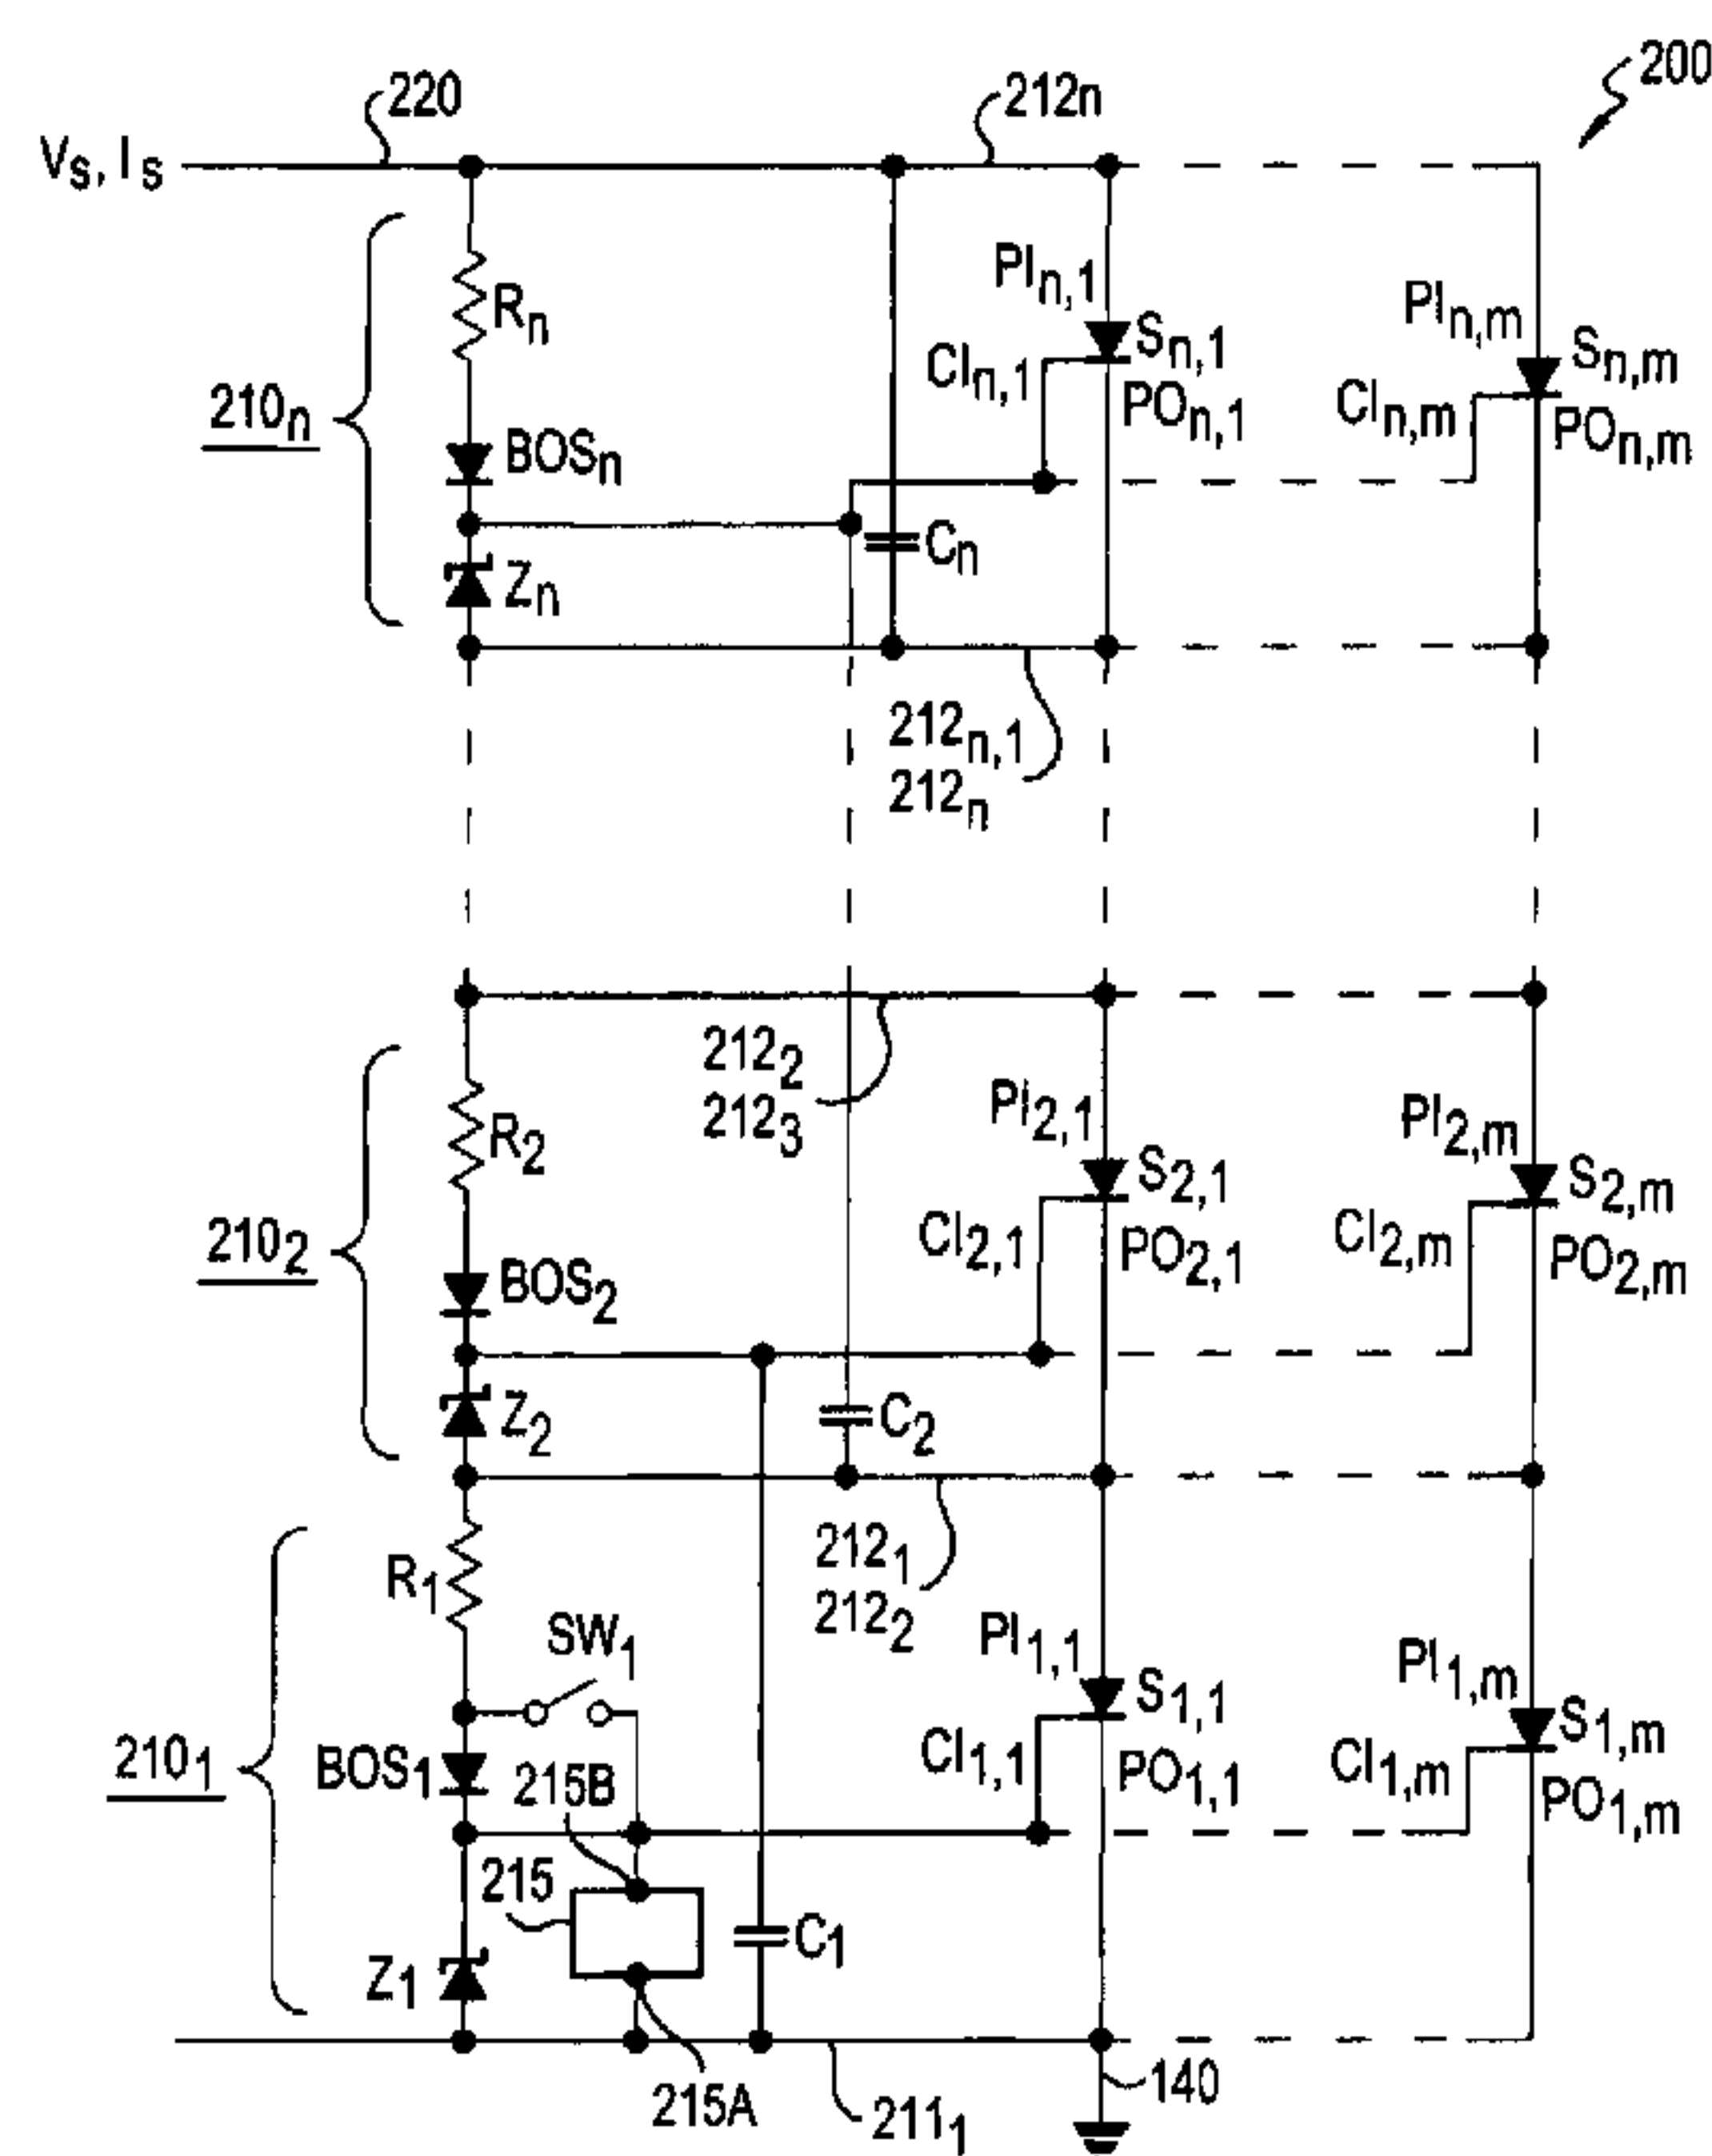 200
220
212n
Vs, Is
Rn
PIn,1
Sn,1
CIn,1
POn,1
PIn,m
Sn,m
CIn,m
POn,m
210n
BOSn
Cn
Zn
212n,1
212n
2122
2123
R2
PI2,1
S2,1
CI2,1
PO2,1
PI2,m
S2,m
CI2,m
PO2,m
2102
BOS2
Z2
C2
2121
2122
R1
SW1
PI1,1
S1,1
CI1,1
PO1,1
PI1,m
S1,m
CI1,m
PO1,m
2101
BOS1
215B
215
C1
Z1
215A
2111
140